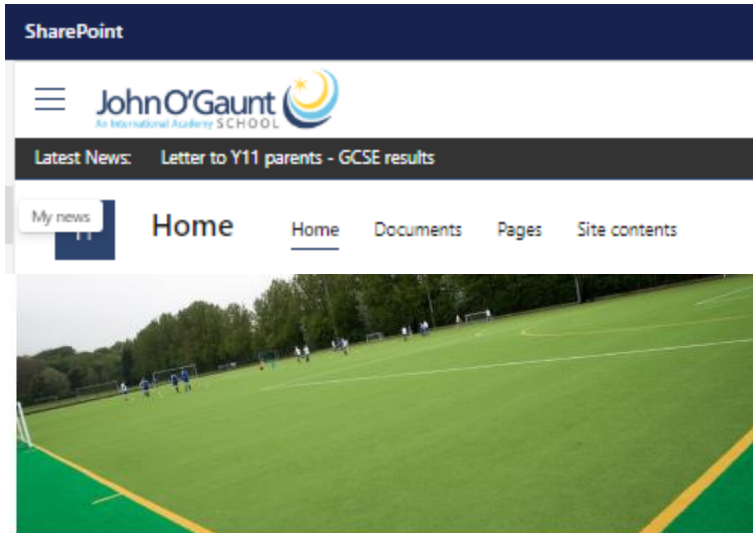 SharePoint
John O'Gaunt
An International Academy SCHOOL
Latest News: Letter to Y11 parents - GCSE results
My news
Home Home Documents Pages Site contents